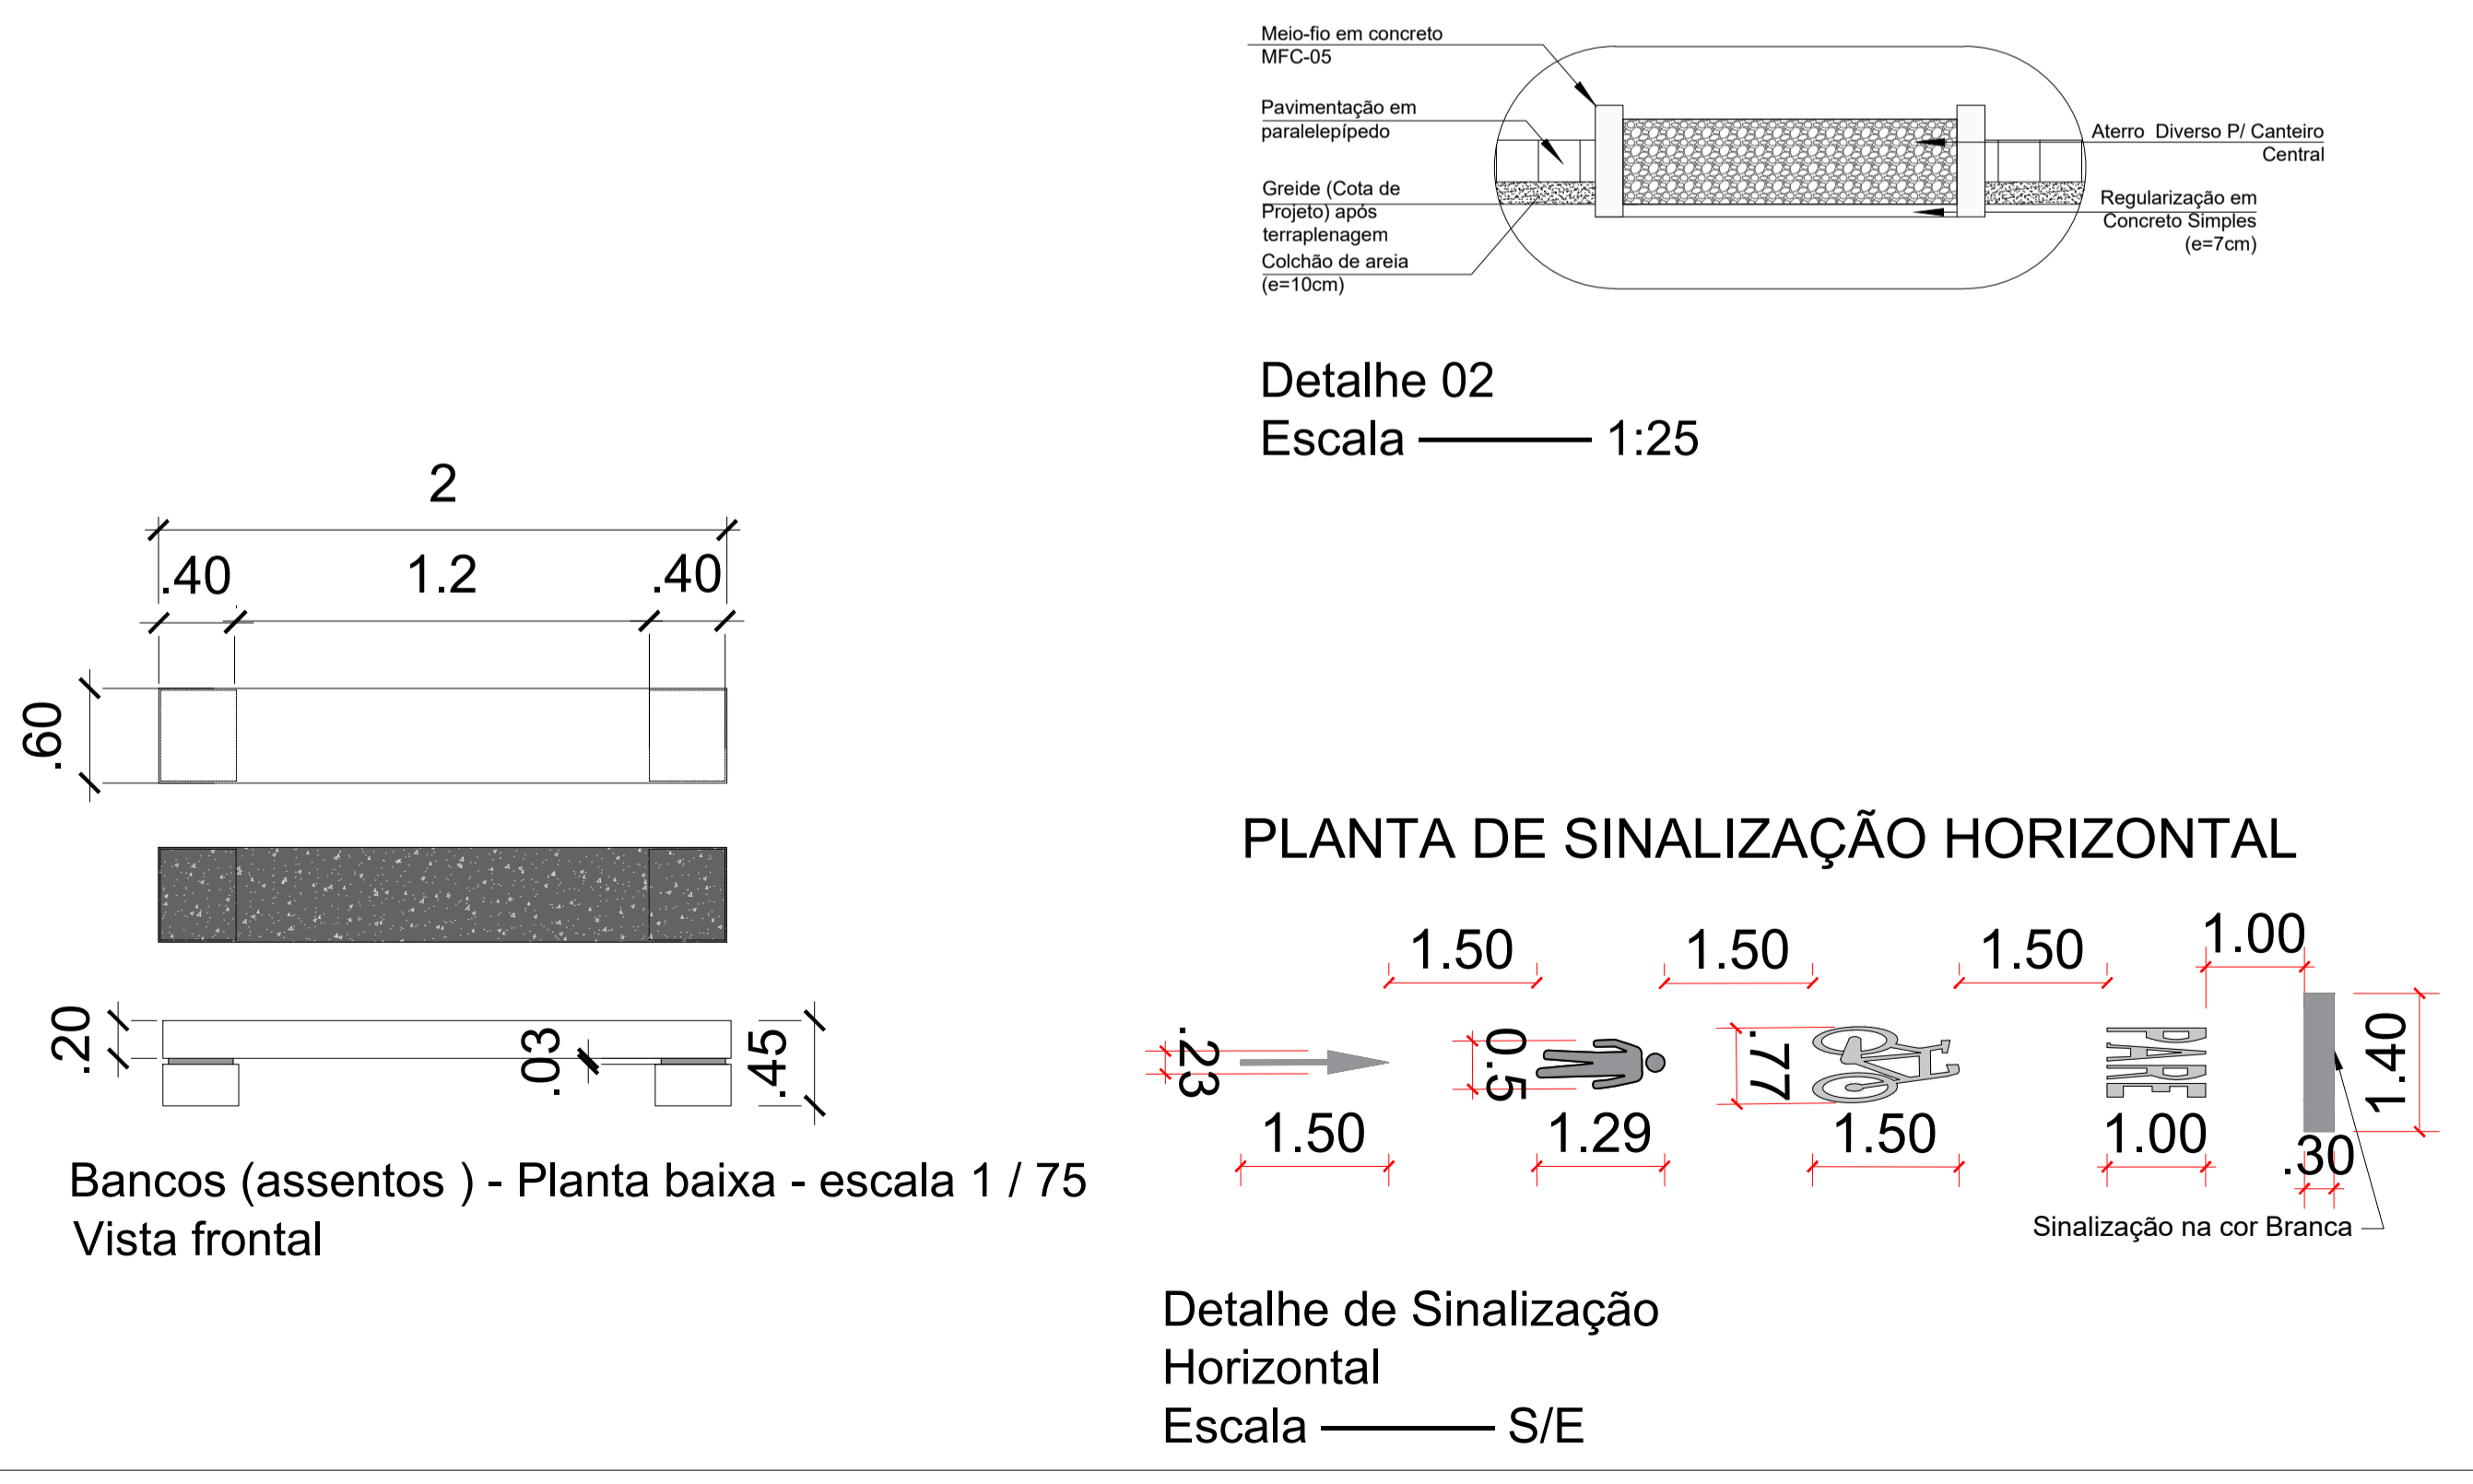 Meio-fio em concreto
MFC-05
Pavimentação em
paralelepípedo
Greide (Cota de
Projeto) após
terraplenagem
Colchão de areia
(e=10cm)
Aterro Diverso P/ Canteiro
Central
Regularização em
Concreto Simples
(e=7cm)
Detalhe 02
Escala 1:25
2
.40 1.2 .40
.60
.20
.03
.45
Bancos (assentos ) - Planta baixa - escala 1 / 75
Vista frontal
PLANTA DE SINALIZAÇÃO HORIZONTAL
1.50 1.50 1.50 1.00
.23
0.5
.77
PARE
1.40
1.50 1.29 1.50 1.00 .30
Sinalização na cor Branca
Detalhe de Sinalização
Horizontal
Escala S/E